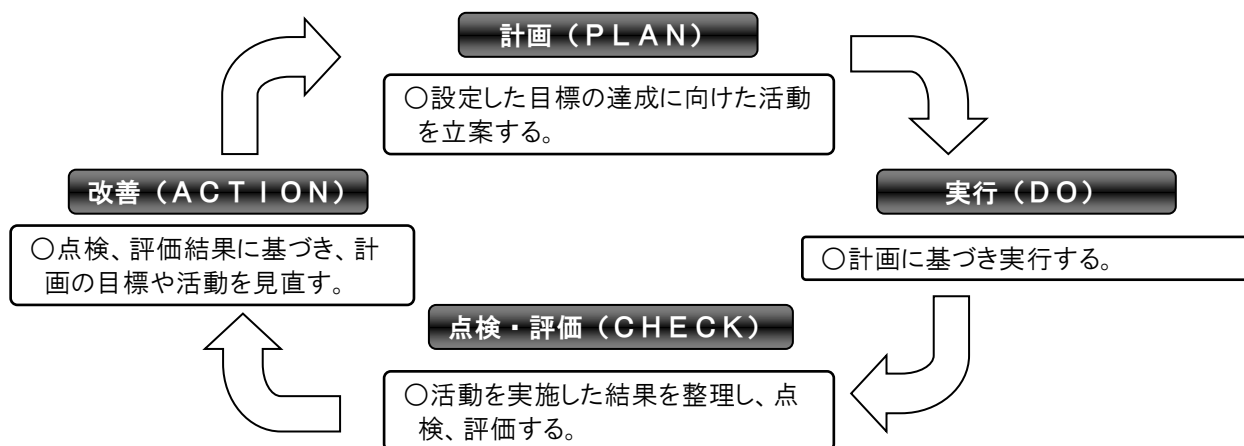 計画（ＰＬＡＮ）
○設定した目標の達成に向けた活動
を立案する。
改善（ＡＣＴＩＯＮ）
実行（ＤＯ）
○点検、評価結果に基づき、計
画の目標や活動を見直す。
○計画に基づき実行する。
点検・評価（ＣＨＥＣＫ）
○活動を実施した結果を整理し、点
検、評価する。